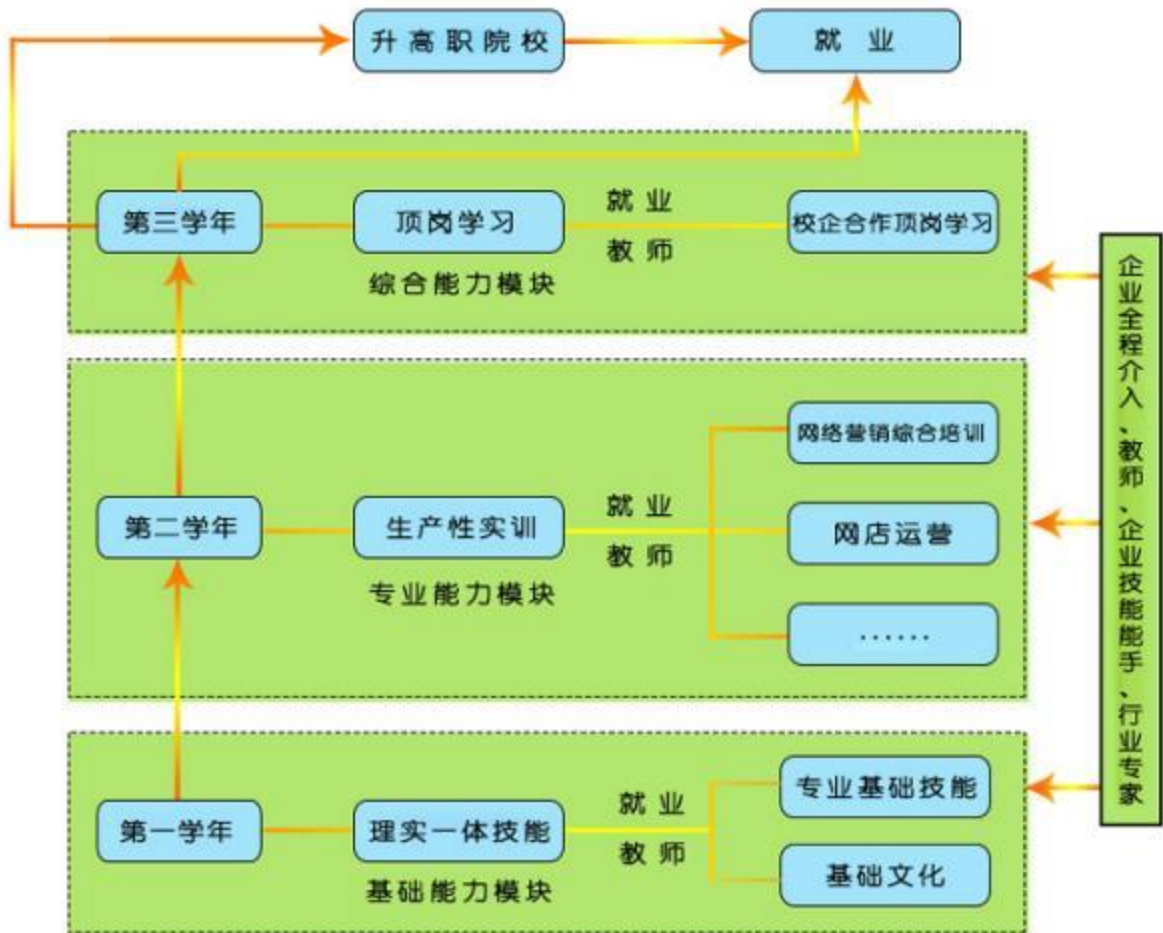 升高职院校
就业
第三学年
顶岗学习
就业
教师
校企合作顶岗学习
综合能力模块
第二学年
生产性实训
就业
教师
网络营销综合培训
网店运营
……
专业能力模块
第一学年
理实一体技能
就业
教师
专业基础技能
基础文化
基础能力模块
企业全程介入、教师、企业技能能手、行业专家